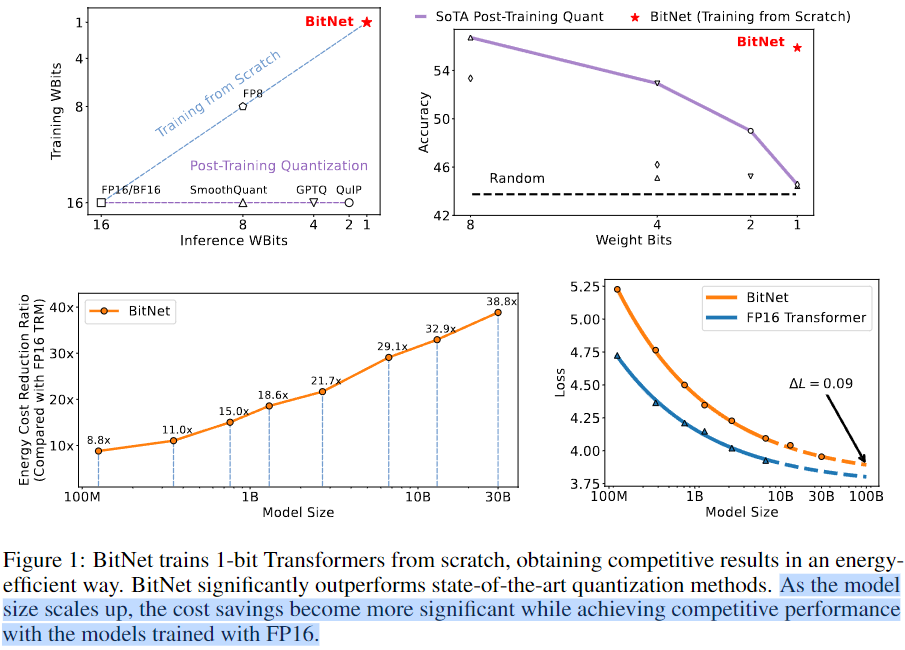 1
4
8
16
Training WBits
BitNet
Training from Scratch
FP8
Post-Training Quantization
FP16/BF16 SmoothQuant GPTQ QuIP
16 8 4 2 1
Inference WBits
SoTA Post-Training Quant BitNet (Training from Scratch)
54
50
46
42
Accuracy
BitNet
Random
8 4 2 1
Weight Bits
40x
30x
20x
10x
Energy Cost Reduction Ratio
(Compared with FP16 TRM)
BitNet
8.8x 11.0x 15.0x 18.6x 21.7x 29.1x 32.9x 38.8x
100M 1B 10B 30B
Model Size
5.25
5.00
4.75
4.50
4.25
4.00
3.75
Loss
BitNet
FP16 Transformer
ΔL = 0.09
100M 1B 10B 30B 100B
Model Size
Figure 1: BitNet trains 1-bit Transformers from scratch, obtaining competitive results in an energy-
efficient way. BitNet significantly outperforms state-of-the-art quantization methods. As the model
size scales up, the cost savings become more significant while achieving competitive performance
with the models trained with FP16.